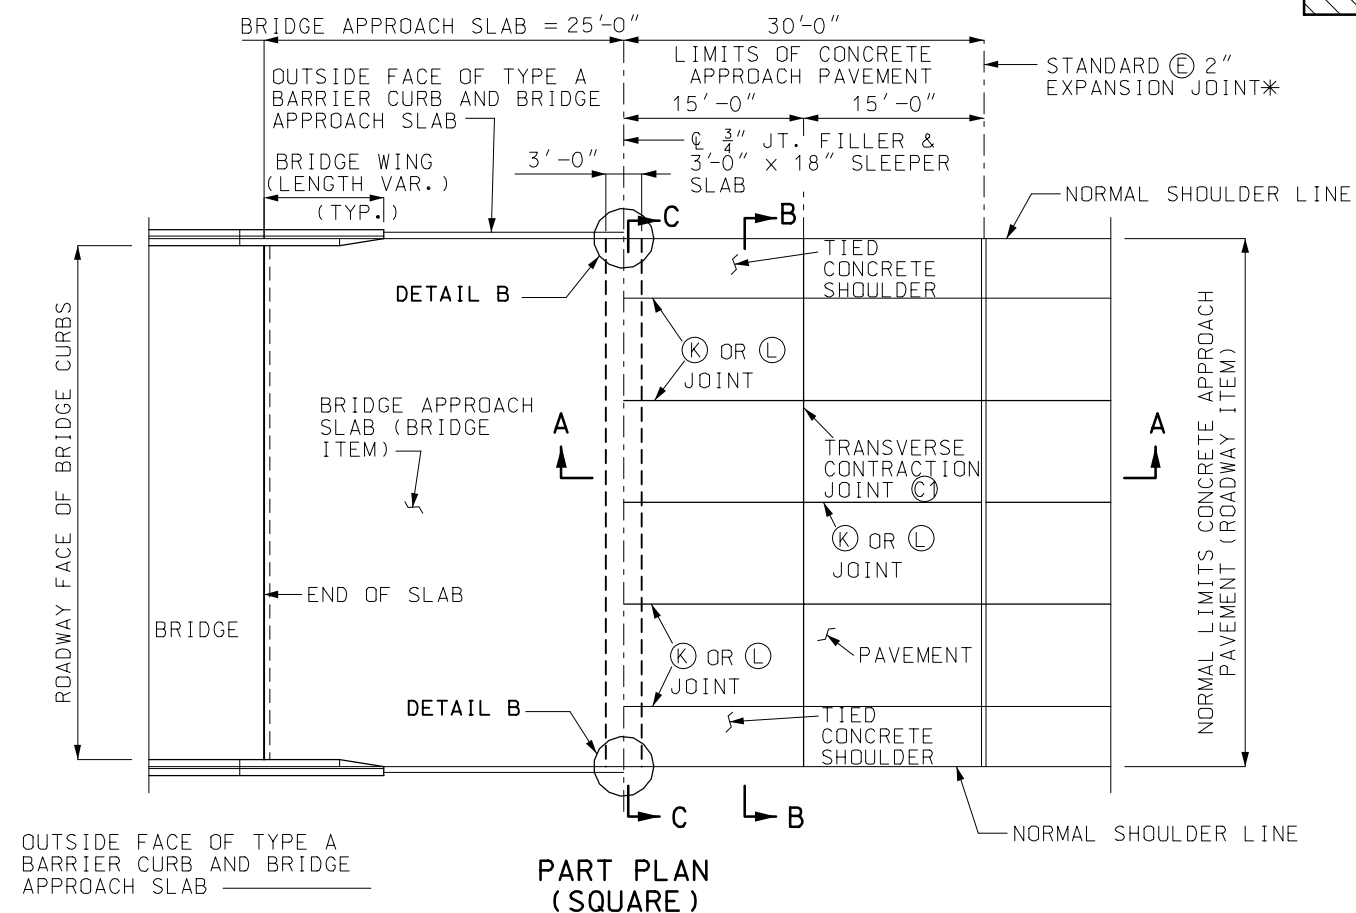 BRIDGE APPROACH SLAB = 25'-0"
30'-0"
LIMITS OF CONCRETE
APPROACH PAVEMENT
15'-0"
15'-0"
STANDARD Ⓔ 2"
EXPANSION JOINT*
OUTSIDE FACE OF TYPE A
BARRIER CURB AND BRIDGE
APPROACH SLAB
℄ 3/4" JT. FILLER &
3'-0" x 18" SLEEPER
SLAB
BRIDGE WING
(LENGTH VAR.)
(TYP.)
3'-0"
NORMAL SHOULDER LINE
C
B
TIED
CONCRETE
SHOULDER
DETAIL B
Ⓚ OR Ⓛ
JOINT
ROADWAY FACE OF BRIDGE CURBS
BRIDGE APPROACH
SLAB (BRIDGE
ITEM)
A
A
TRANSVERSE
CONTRACTION
JOINT C1
Ⓚ OR Ⓛ
JOINT
NORMAL LIMITS CONCRETE APPROACH
PAVEMENT (ROADWAY ITEM)
END OF SLAB
BRIDGE
Ⓚ OR Ⓛ
JOINT
PAVEMENT
DETAIL B
TIED
CONCRETE
SHOULDER
C
B
NORMAL SHOULDER LINE
OUTSIDE FACE OF TYPE A
BARRIER CURB AND BRIDGE
APPROACH SLAB
PART PLAN
(SQUARE)